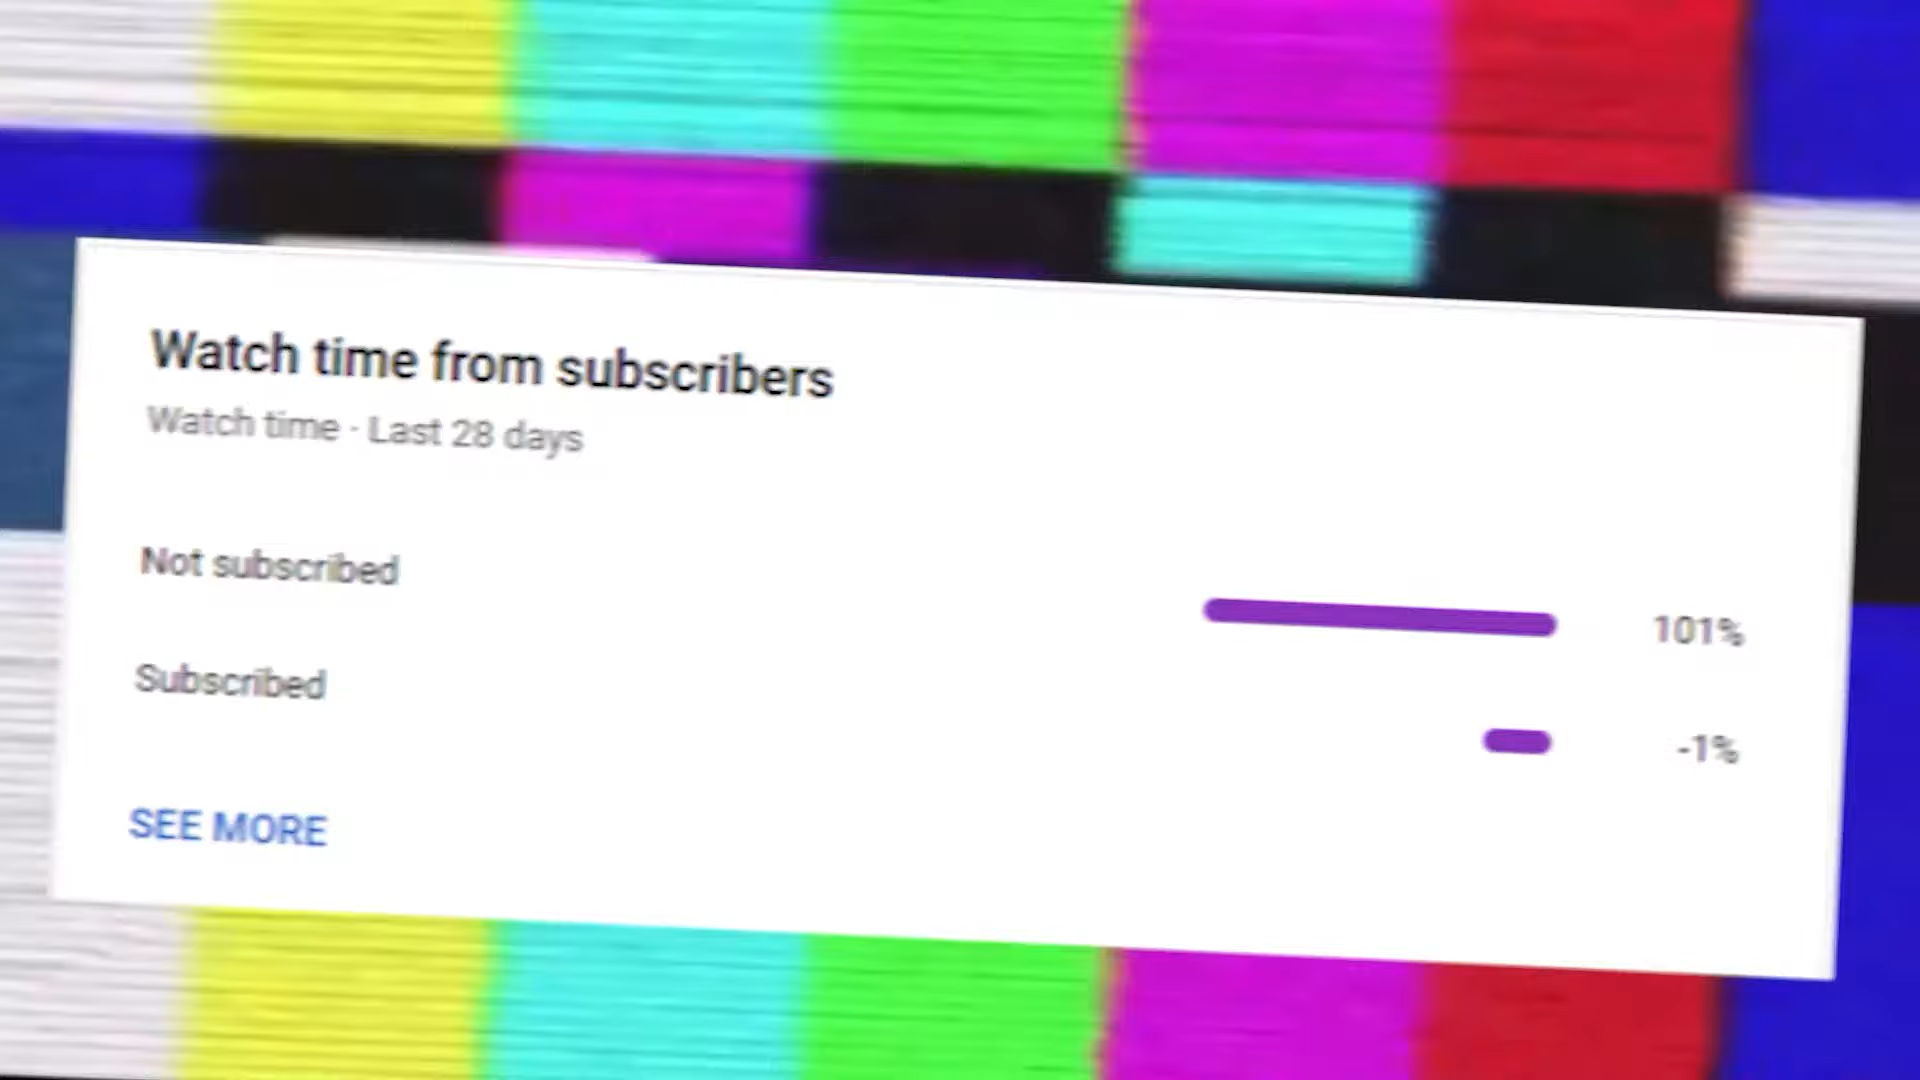 Watch time from subscribers
Watch time · Last 28 days
Not subscribed
101%
Subscribed
-1%
SEE MORE